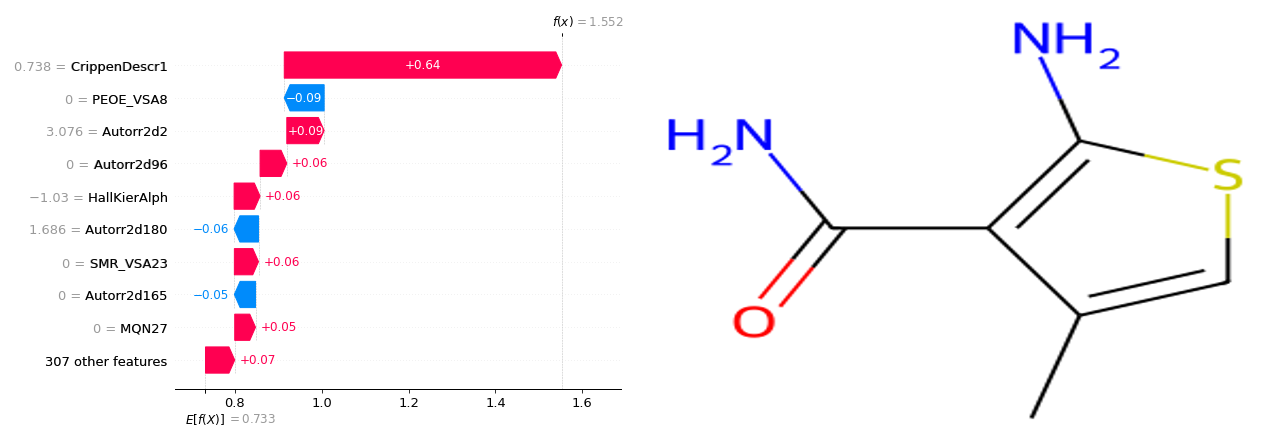 f(x) = 1.552
0.738 = CrippenDescr1
+0.64
0 = PEOE_VSA8
−0.09
3.076 = Autorr2d2
+0.09
0 = Autorr2d96
+0.06
−1.03 = HallKierAlph
+0.06
1.686 = Autorr2d180
−0.06
0 = SMR_VSA23
+0.06
0 = Autorr2d165
−0.05
0 = MQN27
+0.05
307 other features
+0.07
0.8 1.0 1.2 1.4 1.6
E[f(X)] = 0.733
NH2
H2N
S
O